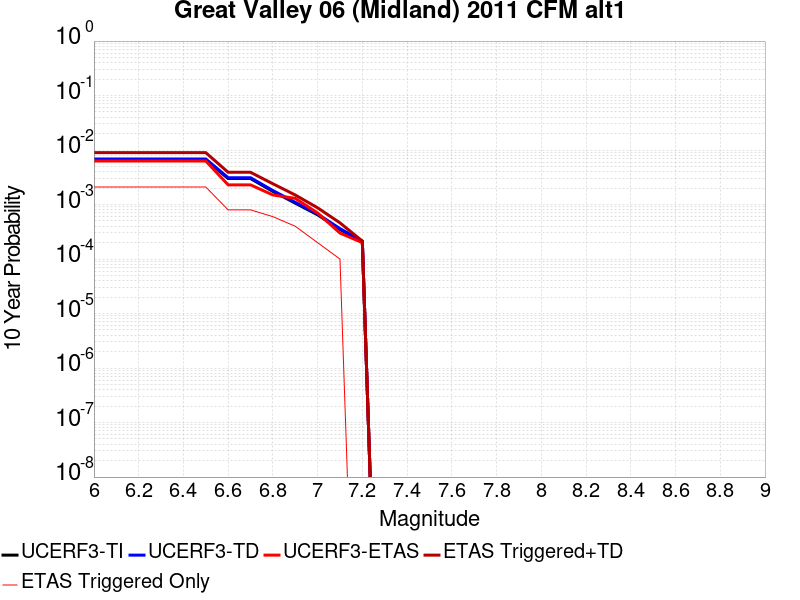 Great Valley 06 (Midland) 2011 CFM alt1
10 Year Probability
10^0
10^-1
10^-2
10^-3
10^-4
10^-5
10^-6
10^-7
10^-8
6 6.2 6.4 6.6 6.8 7 7.2 7.4 7.6 7.8 8 8.2 8.4 8.6 8.8 9
Magnitude
UCERF3-TI UCERF3-TD UCERF3-ETAS ETAS Triggered+TD
ETAS Triggered Only